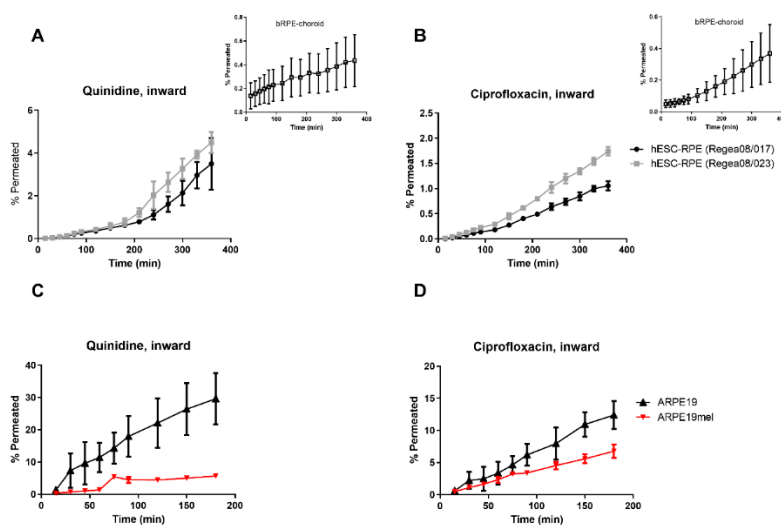 A
Quinidine, inward
% Permeated
6
4
2
0
0 100 200 300 400
Time (min)
bRPE-choroid
% Permeated
0.8
0.6
0.4
0.2
0.0
0 100 200 300 400
Time (min)
B
Ciprofloxacin, inward
% Permeated
2.5
2.0
1.5
1.0
0.5
0.0
0 100 200 300 400
Time (min)
bRPE-choroid
% Permeated
0.6
0.4
0.2
0.0
0 100 200 300 400
Time (min)
hESC-RPE (Regea08/017)
hESC-RPE (Regea08/023)
C
Quinidine, inward
% Permeated
40
30
20
10
0
0 50 100 150 200
Time (min)
D
Ciprofloxacin, inward
% Permeated
15
10
5
0
0 50 100 150 200
Time (min)
ARPE19
ARPE19mel